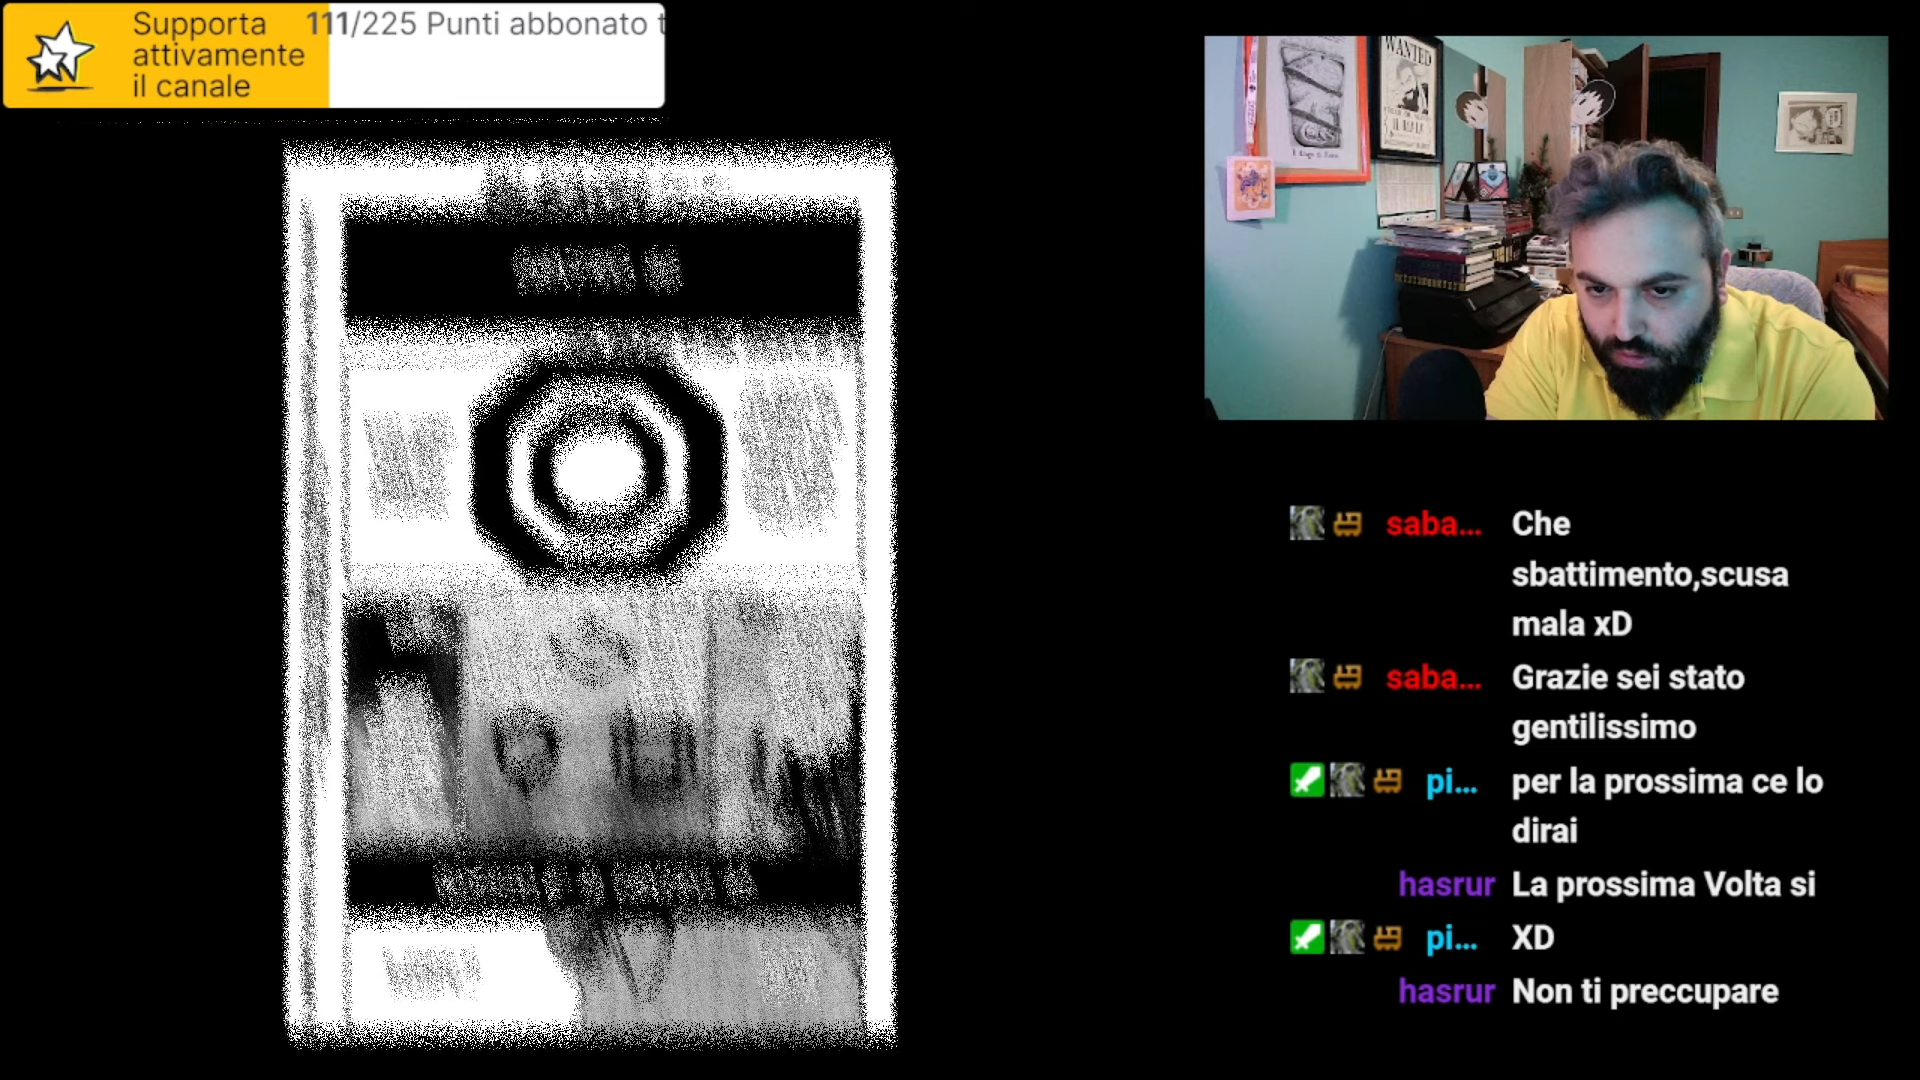 Supporta
attivamente
il canale
111/225 Punti abbonato t
WANTED
saba... Che
sbattimento,scusa
mala xD
saba... Grazie sei stato
gentilissimo
pi... per la prossima ce lo
dirai
hasrur La prossima Volta si
pi... XD
hasrur Non ti preccupare